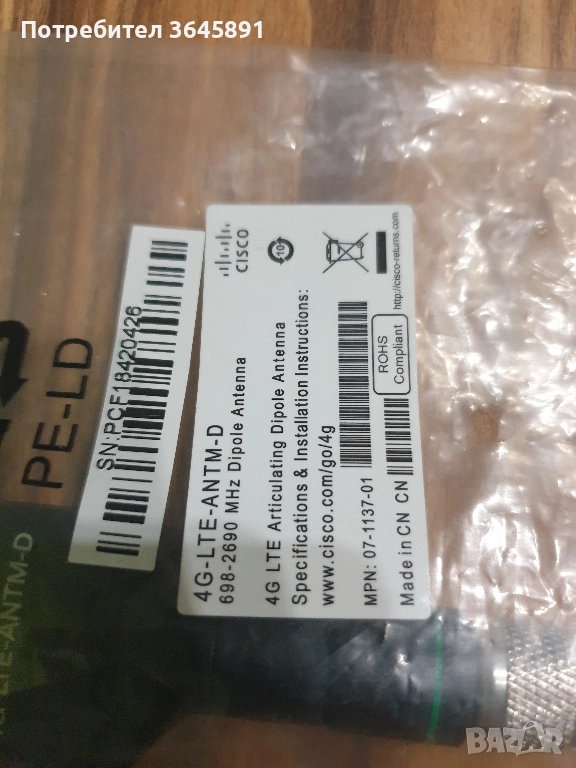 Потребител 3645891
CISCO
10
http://cisco-returns.com
4G-LTE-ANTM-D
698-2690 MHz Dipole Antenna
4G LTE Articulating Dipole Antenna
Specifications & Installation Instructions:
www.cisco.com/go/4g
MPN: 07-1137-01
Made in CN CN
ROHS
Compliant
SN:PCF18420426
PE-LD
4G-LTE-ANTM-D
BAZAR